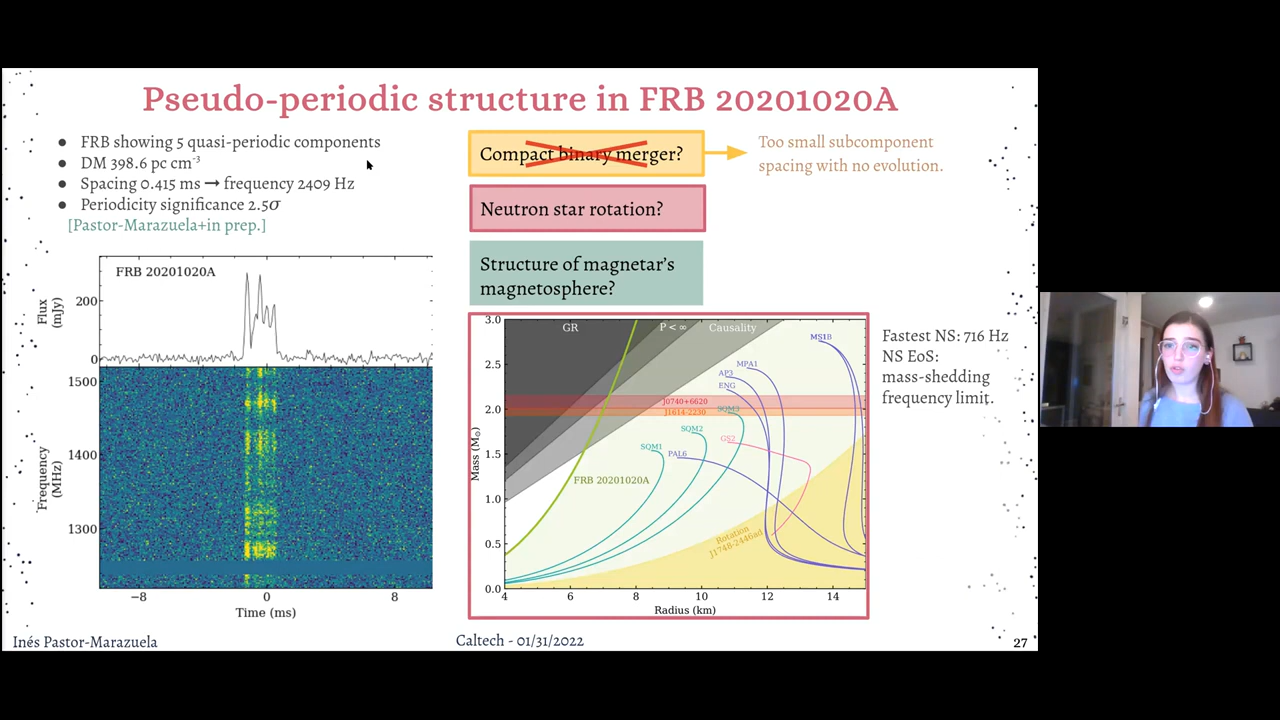 Pseudo-periodic structure in FRB 20201020A
● FRB showing 5 quasi-periodic components
● DM 398.6 pc cm⁻³
● Spacing 0.415 ms → frequency 2409 Hz
● Periodicity significance 2.5σ
[Pastor-Marazuela+in prep.]
Compact binary merger?
Too small subcomponent
spacing with no evolution.
Neutron star rotation?
Structure of magnetar's
magnetosphere?
FRB 20201020A
Flux
(mJy)
200
0
Frequency
(MHz)
1500
1400
1300
−8
0
8
Time (ms)
Mass (M⊙)
3.0
2.5
2.0
1.5
1.0
0.5
0.0
GR
P < ∞
Causality
MS1B
MPA1
AP3
ENG
J0740+6620
J1614-2230
SQM3
SQM2
GS2
SQM1
PAL6
FRB 20201020A
Rotation
J1748-2446ad
4
6
8
10
12
14
Radius (km)
Fastest NS: 716 Hz
NS EoS:
mass-shedding
frequency limit.
Inés Pastor-Marazuela
Caltech - 01/31/2022
27